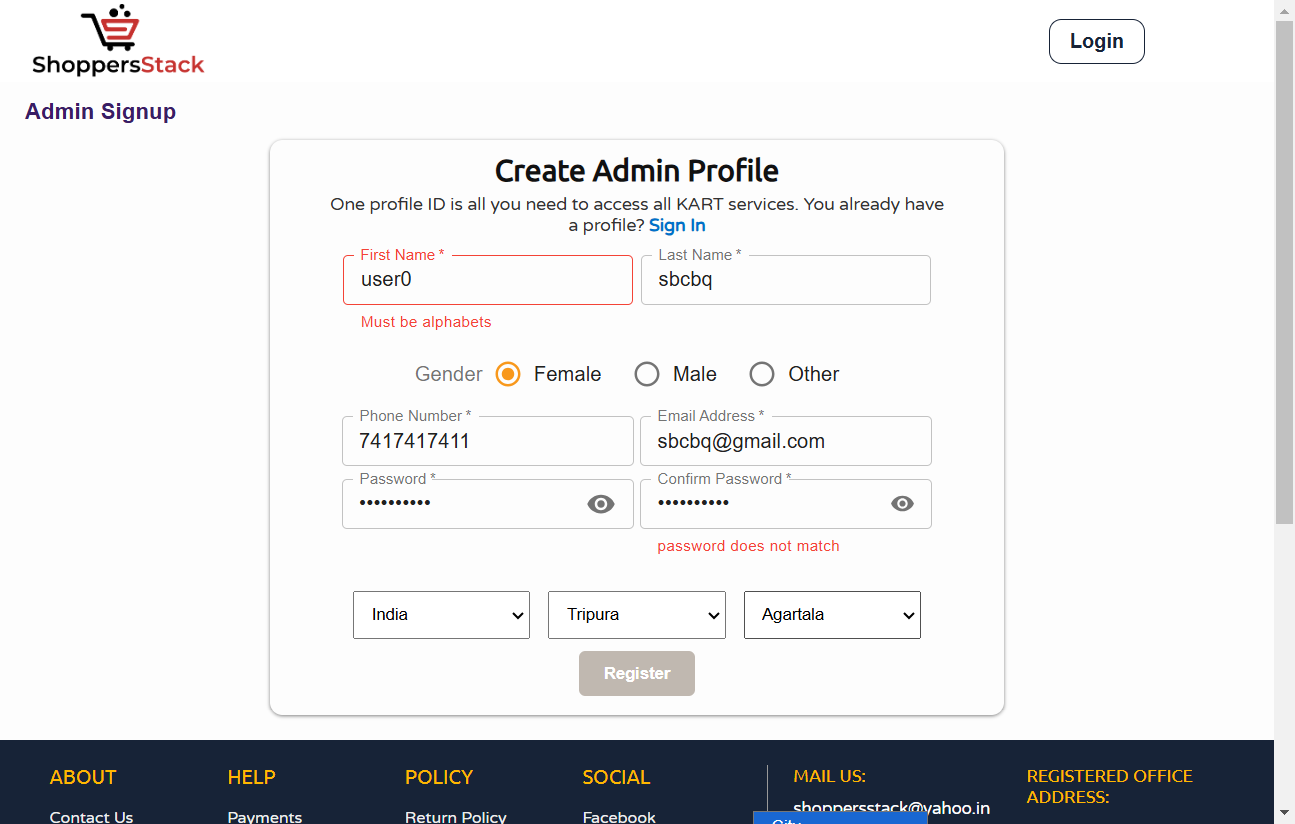 ShoppersStack
Login
Admin Signup
Create Admin Profile
One profile ID is all you need to access all KART services. You already have
a profile? Sign In
First Name *
user0
Last Name *
sbcbq
Must be alphabets
Gender Female Male Other
Phone Number *
7417417411
Email Address *
sbcbq@gmail.com
Password *
••••••••••
Confirm Password *
••••••••••
password does not match
India
Tripura
Agartala
Register
ABOUT
Contact Us
HELP
Payments
POLICY
Return Policy
SOCIAL
Facebook
MAIL US:
shoppersstack@yahoo.in
City
REGISTERED OFFICE
ADDRESS: